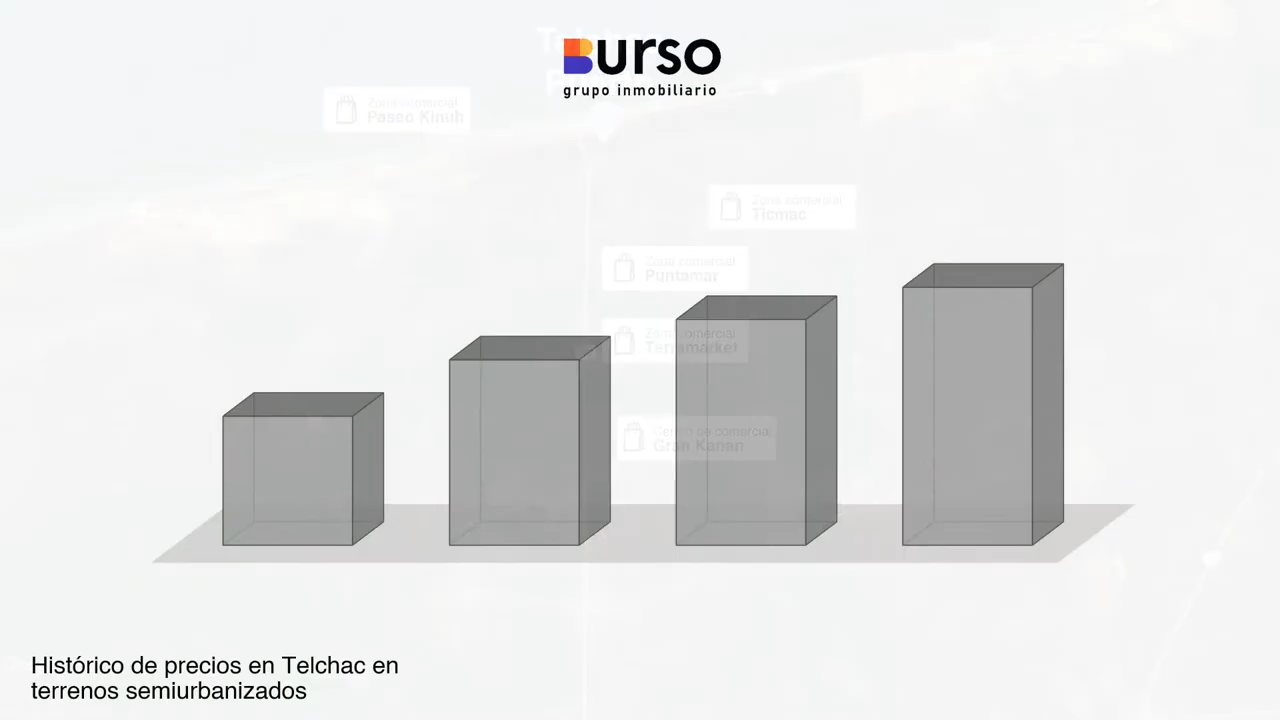 Burso
grupo inmobiliario
Zona comercial
Paseo Kinuh
Zona comercial
Ticmac
Zona comercial
Puntamar
Zona comercial
Centro de comercial
Gran Kanan
Histórico de precios en Telchac en
terrenos semiurbanizados